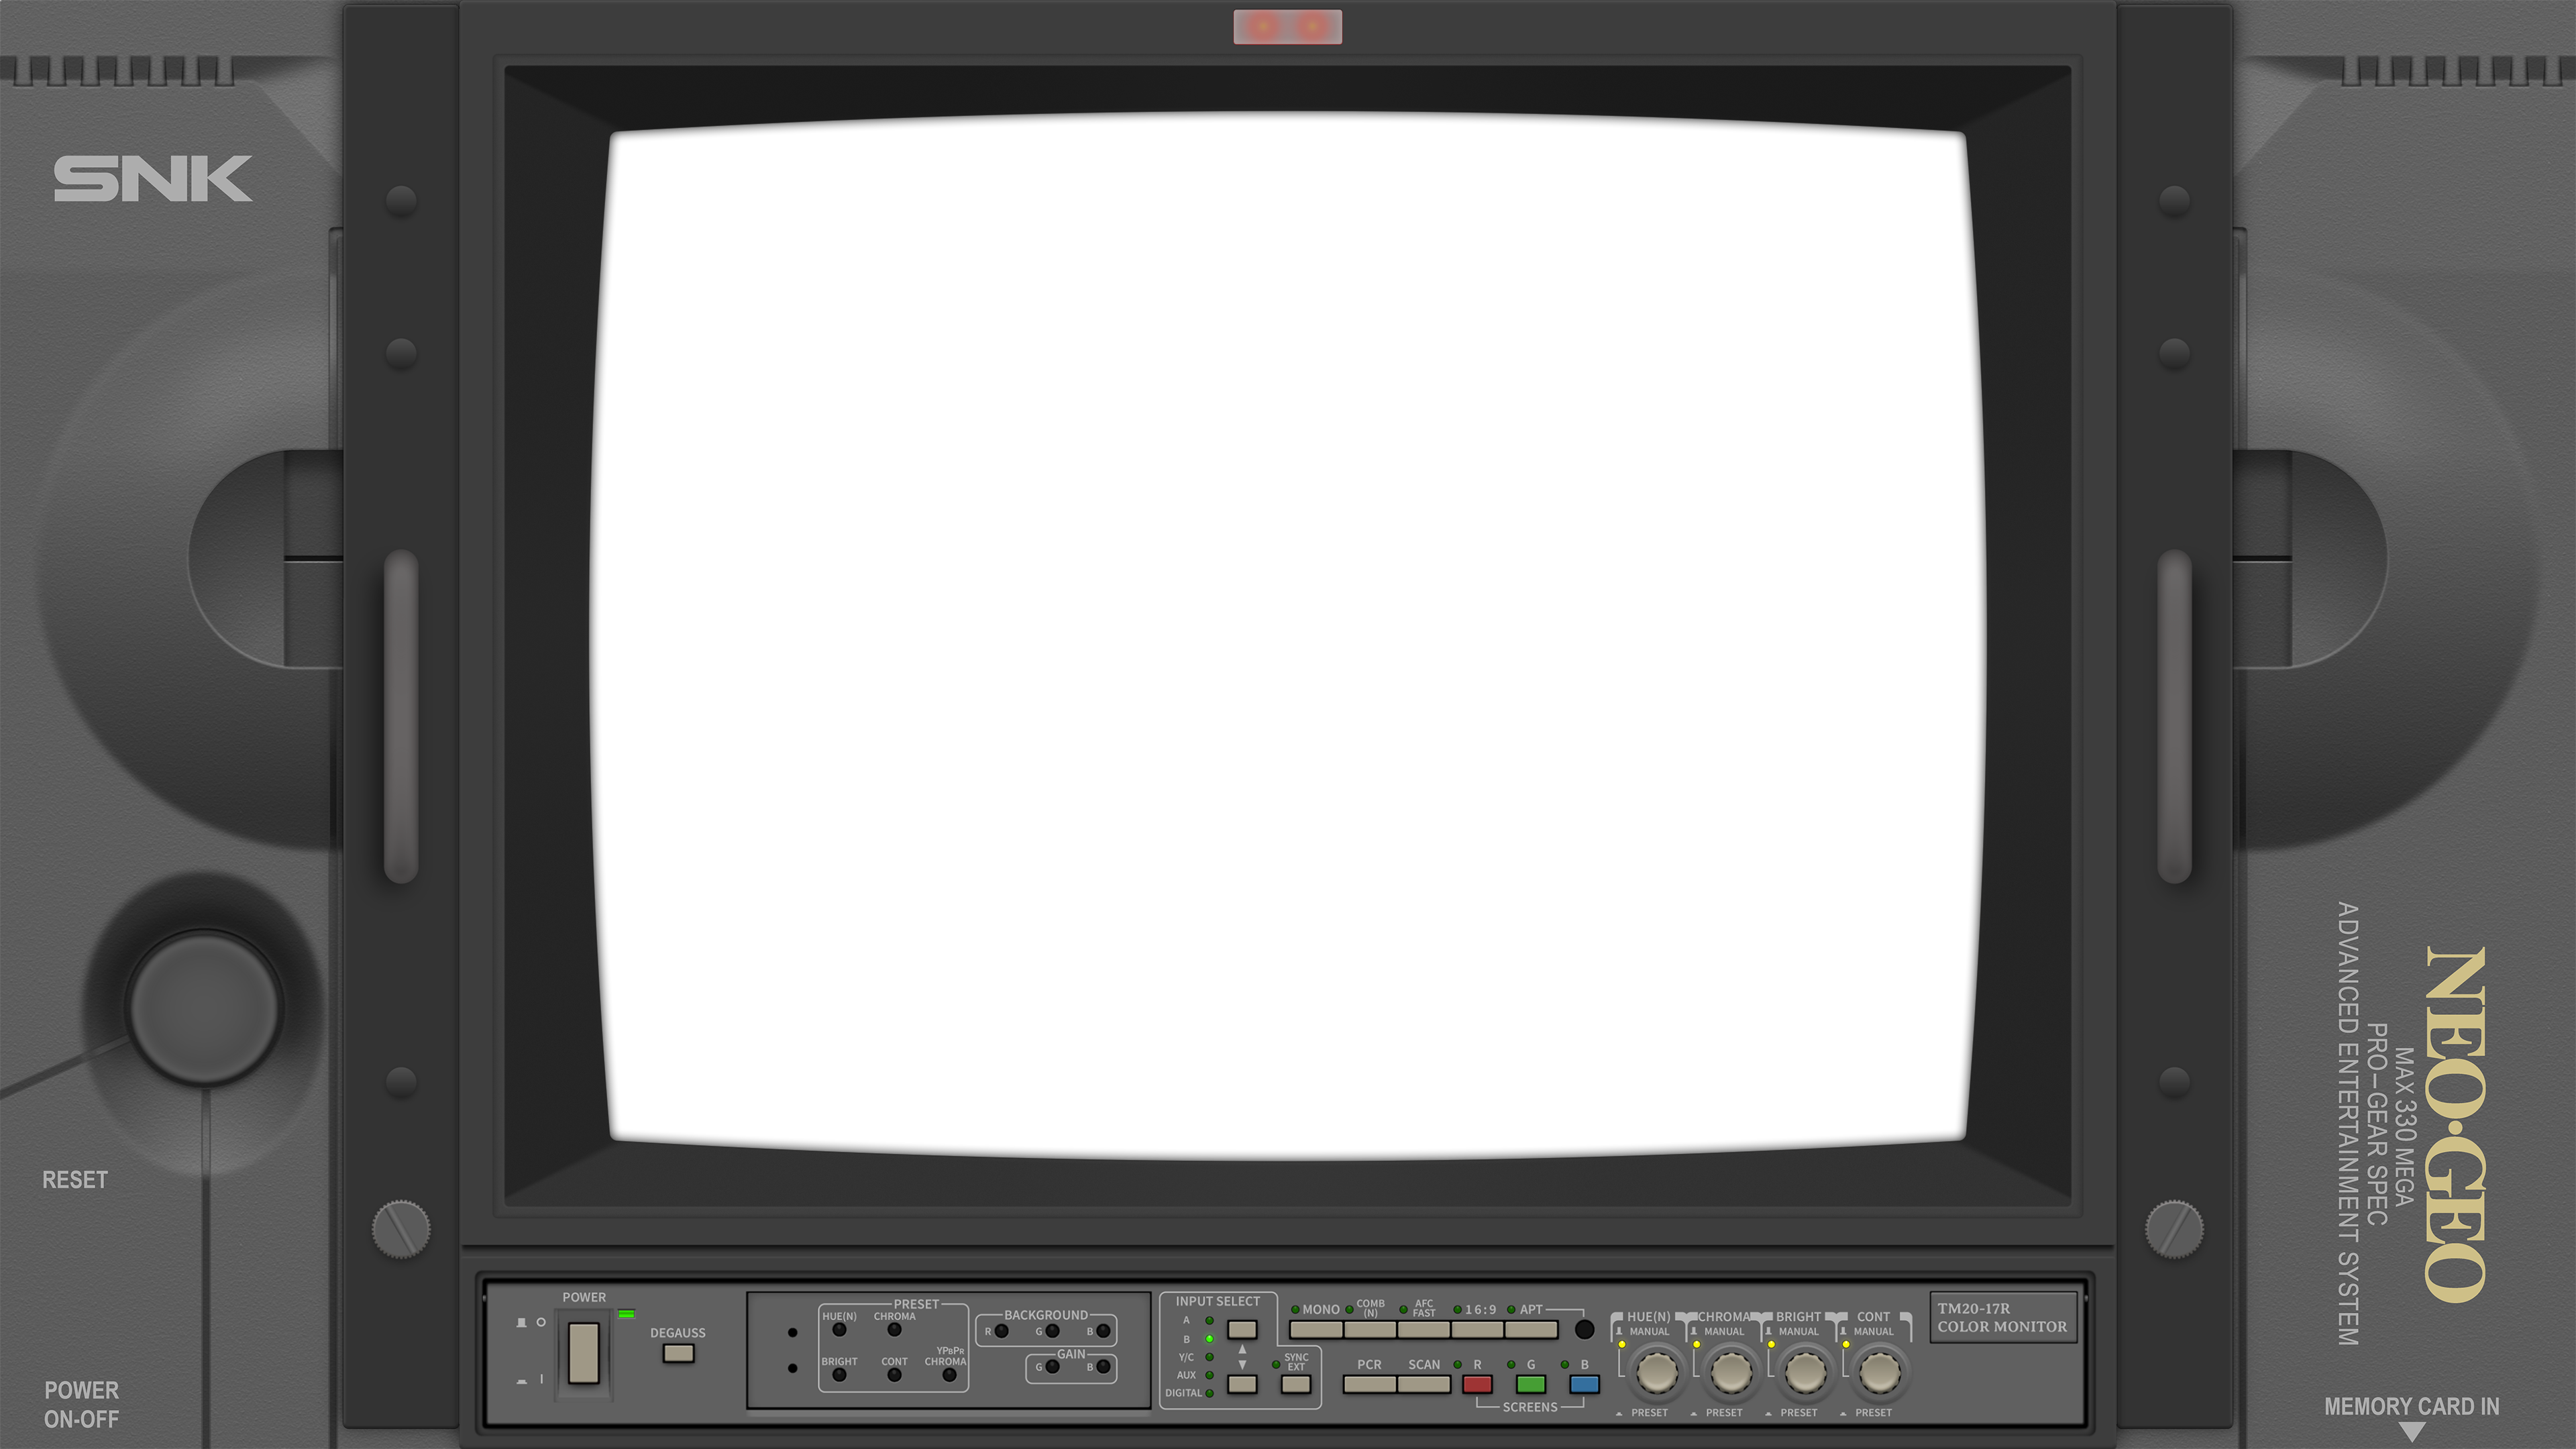 SNK
RESET
POWER
ON-OFF
POWER
DEGAUSS
PRESET
HUE(N)
CHROMA
BRIGHT
CONT
YPBPR
CHROMA
BACKGROUND
R
G
B
GAIN
G
B
INPUT SELECT
A
B
Y/C
AUX
DIGITAL
SYNC
EXT
MONO
COMB
(N)
AFC
FAST
16:9
APT
PCR
SCAN
R
G
B
SCREENS
HUE(N)
MANUAL
PRESET
CHROMA
MANUAL
PRESET
BRIGHT
MANUAL
PRESET
CONT
MANUAL
PRESET
TM20-17R
COLOR MONITOR
NEO·GEO
MAX 330 MEGA
PRO-GEAR SPEC
ADVANCED ENTERTAINMENT SYSTEM
MEMORY CARD IN